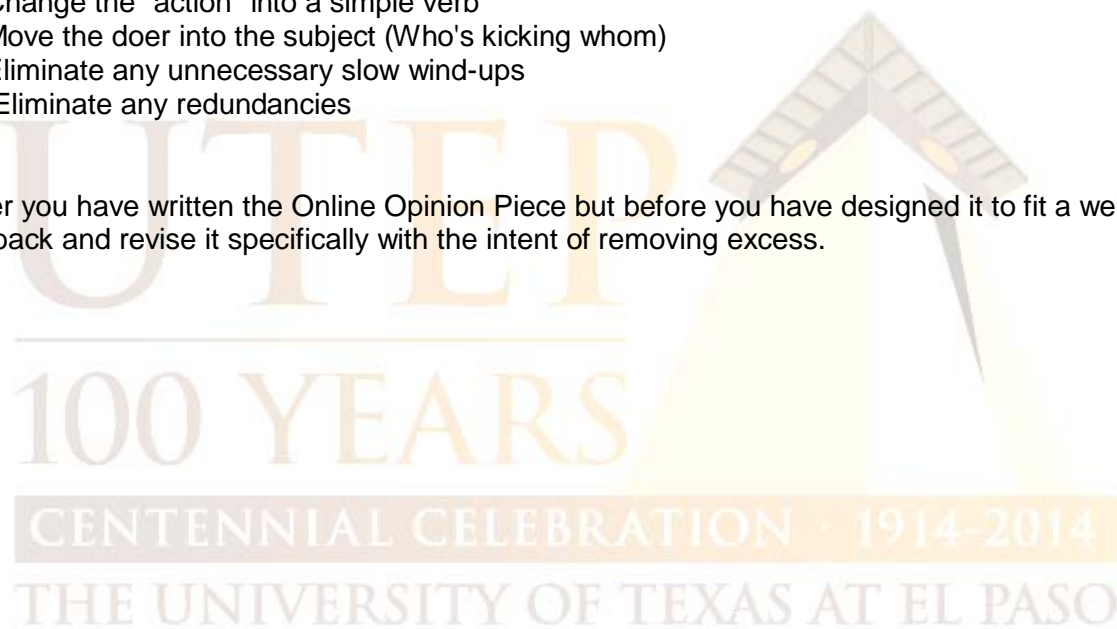 Change the "action" into a simple verb
Move the doer into the subject (Who's kicking whom)
Eliminate any unnecessary slow wind-ups
Eliminate any redundancies
er you have written the Online Opinion Piece but before you have designed it to fit a we
back and revise it specifically with the intent of removing excess.
UTEP
100 YEARS
CENTENNIAL CELEBRATION · 1914-2014
THE UNIVERSITY OF TEXAS AT EL PASO